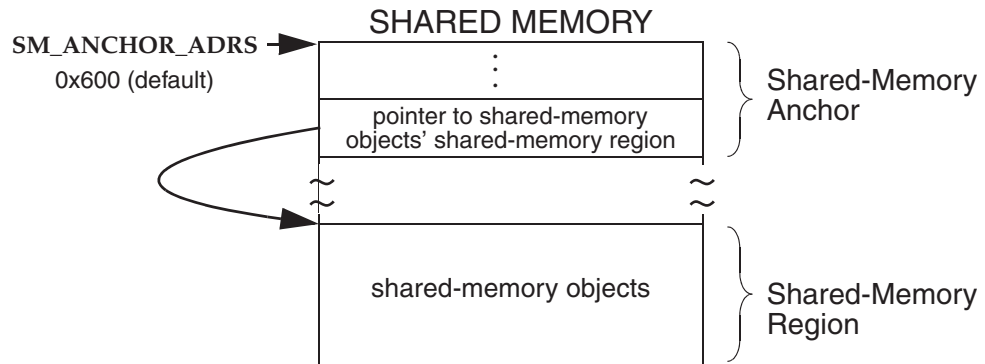 SHARED MEMORY
SM_ANCHOR_ADRS
0x600 (default)
pointer to shared-memory
objects’ shared-memory region
Shared-Memory
Anchor
shared-memory objects
Shared-Memory
Region